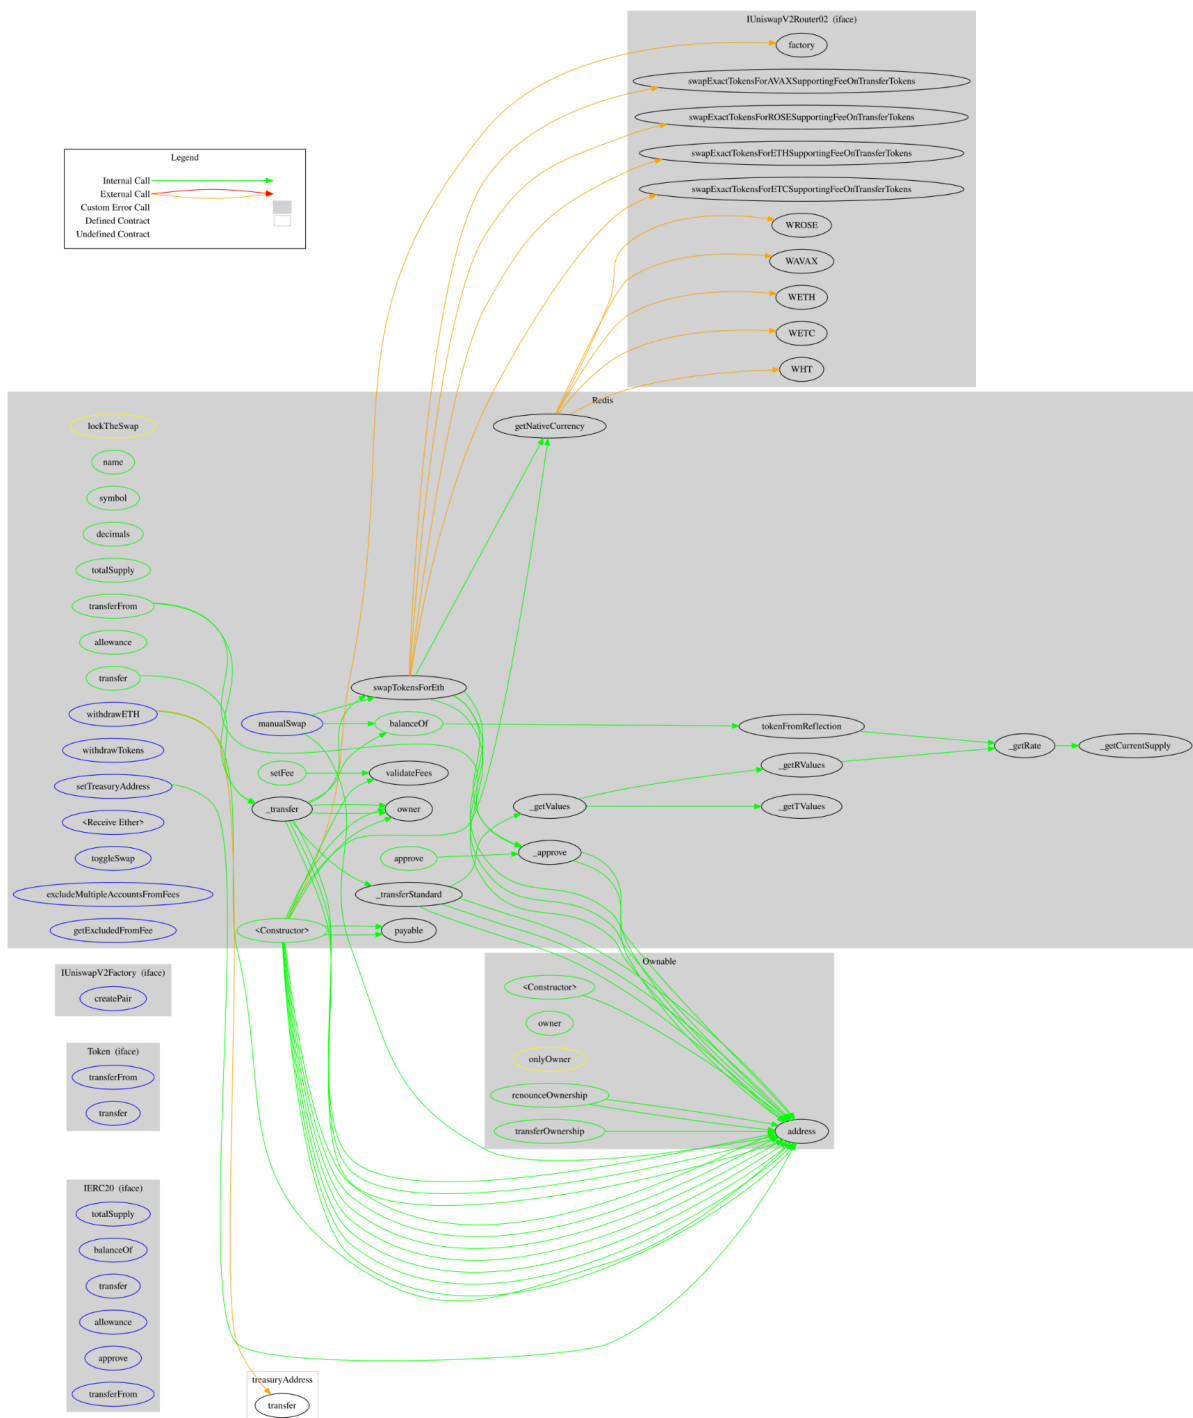 IUniswapV2Router02 (iface)
factory
swapExactTokensForAVAXSupportingFeeOnTransferTokens
swapExactTokensForROSESupportingFeeOnTransferTokens
swapExactTokensForETHSupportingFeeOnTransferTokens
swapExactTokensForETCSupportingFeeOnTransferTokens
WROSE
WAVAX
WETH
WETC
WHT
Legend
Internal Call
External Call
Custom Error Call
Defined Contract
Undefined Contract
Redis
lockTheSwap
name
symbol
decimals
totalSupply
transferFrom
allowance
transfer
withdrawETH
withdrawTokens
setTreasuryAddress
<Receive Ether>
toggleSwap
excludeMultipleAccountsFromFees
getExcludedFromFee
manualSwap
setFee
_transfer
<Constructor>
swapTokensForEth
balanceOf
validateFees
owner
approve
_transferStandard
payable
getNativeCurrency
_getValues
_approve
tokenFromReflection
_getRValues
_getTValues
_getRate
_getCurrentSupply
Ownable
<Constructor>
owner
onlyOwner
renounceOwnership
transferOwnership
address
IUniswapV2Factory (iface)
createPair
Token (iface)
transferFrom
transfer
IERC20 (iface)
totalSupply
balanceOf
transfer
allowance
approve
transferFrom
treasuryAddress
transfer